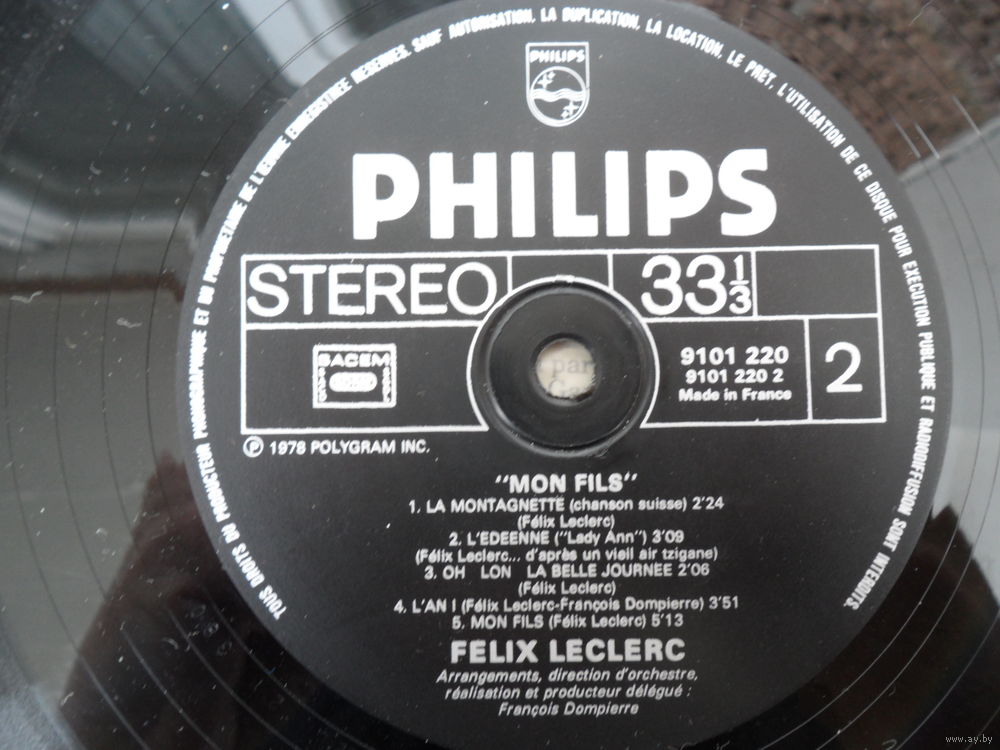 PHILIPS
PHILIPS
STEREO
33 1/3
SACEM
9101 220
9101 220 2
Made in France
2
℗ 1978 POLYGRAM INC.
"MON FILS"
1. LA MONTAGNETTE (chanson suisse) 2'24
(Félix Leclerc)
2. L'EDEENNE ("Lady Ann") 3'09
(Félix Leclerc... d'après un vieil air tzigane)
3. OH LON LA BELLE JOURNEE 2'06
(Félix Leclerc)
4. L'AN I (Félix Leclerc-François Dompierre) 3'51
5. MON FILS (Félix Leclerc) 5'13
FELIX LECLERC
Arrangements, direction d'orchestre,
réalisation et producteur délégué :
François Dompierre
TOUS DROITS DU PRODUCTEUR PHONOGRAPHIQUE ET DU PROPRIETAIRE DE L'ŒUVRE ENREGISTREE RESERVES. SAUF AUTORISATION, LA DUPLICATION, LA LOCATION, LE PRET, L'UTILISATION DE CE DISQUE POUR EXECUTION PUBLIQUE ET RADIODIFFUSION SONT INTERDITS.
www.ay.by